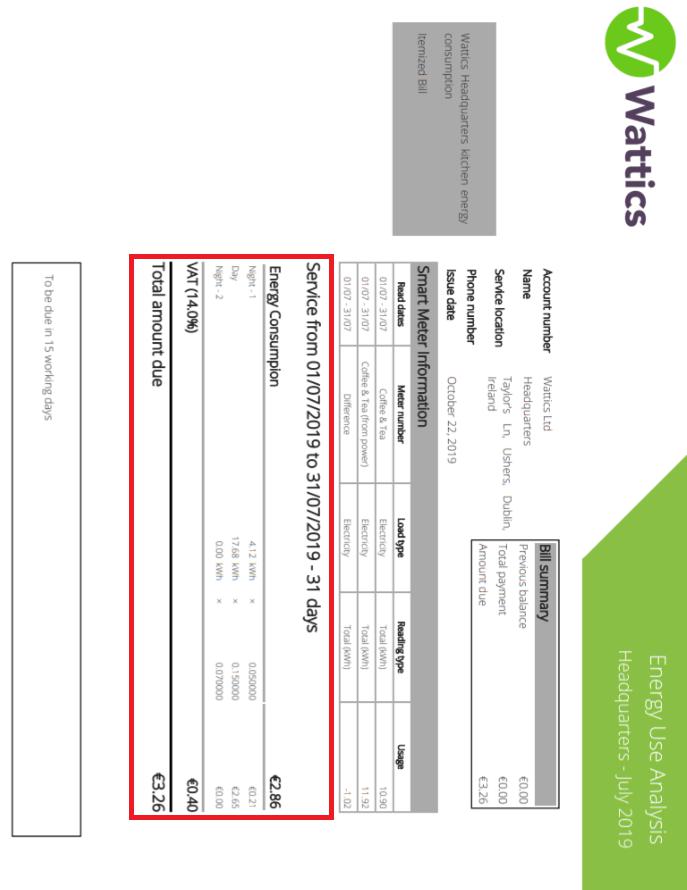 Wattics
Energy Use Analysis
Headquarters - July 2019
Wattics Headquarters kitchen energy
consumption
Itemized Bill
Account number Wattics Ltd
Name Headquarters
Service location Taylor's Ln, Ushers, Dublin,
Ireland
Phone number
Issue date October 22, 2019
Bill summary
Previous balance €0.00
Total payment €0.00
Amount due €3.26
Smart Meter Information
Read dates Meter number Load type Reading type Usage
01/07 - 31/07 Coffee & Tea Electricity Total (kWh) 10.90
01/07 - 31/07 Coffee & Tea (from power) Electricity Total (kWh) 11.92
01/07 - 31/07 Difference Electricity Total (kWh) -1.02
Service from 01/07/2019 to 31/07/2019 - 31 days
Energy Consumpion €2.86
Night - 1 4.12 kWh × 0.050000 €0.21
Day 17.68 kWh × 0.150000 €2.65
Night - 2 0.00 kWh × 0.070000 €0.00
VAT (14.0%) €0.40
Total amount due €3.26
To be due in 15 working days